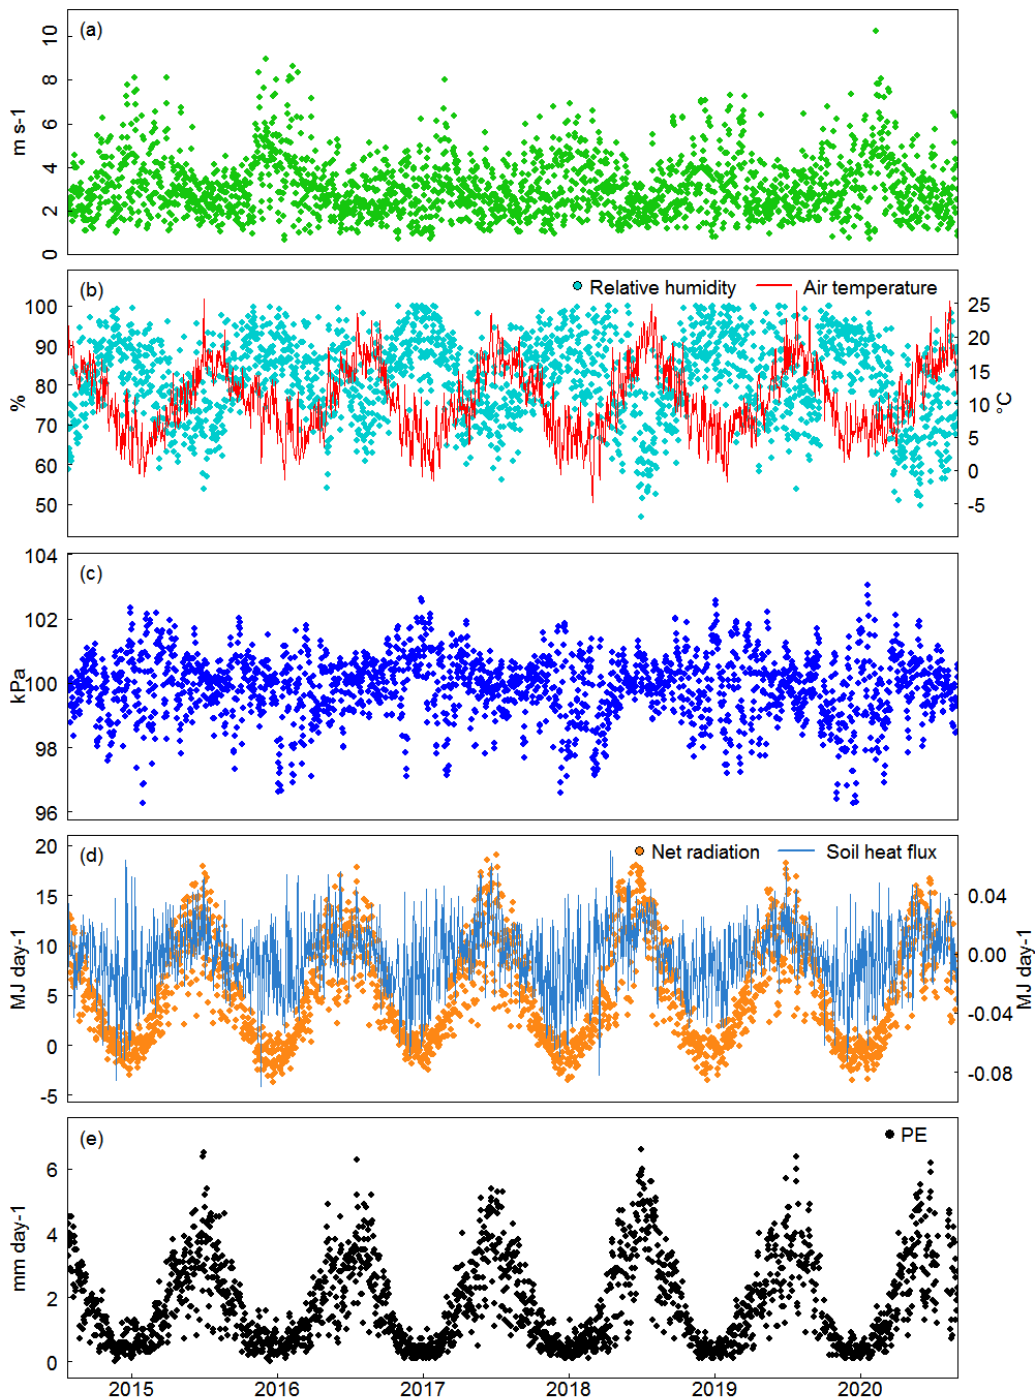 (a)
10
8
6
4
2
0
m s-1
(b)
Relative humidity
Air temperature
100
90
80
70
60
50
%
25
20
15
10
5
0
-5
°C
(c)
104
102
100
98
96
kPa
(d)
Net radiation
Soil heat flux
20
15
10
5
0
-5
MJ day-1
0.04
0.00
-0.04
-0.08
MJ day-1
(e)
PE
6
4
2
0
mm day-1
2015 2016 2017 2018 2019 2020